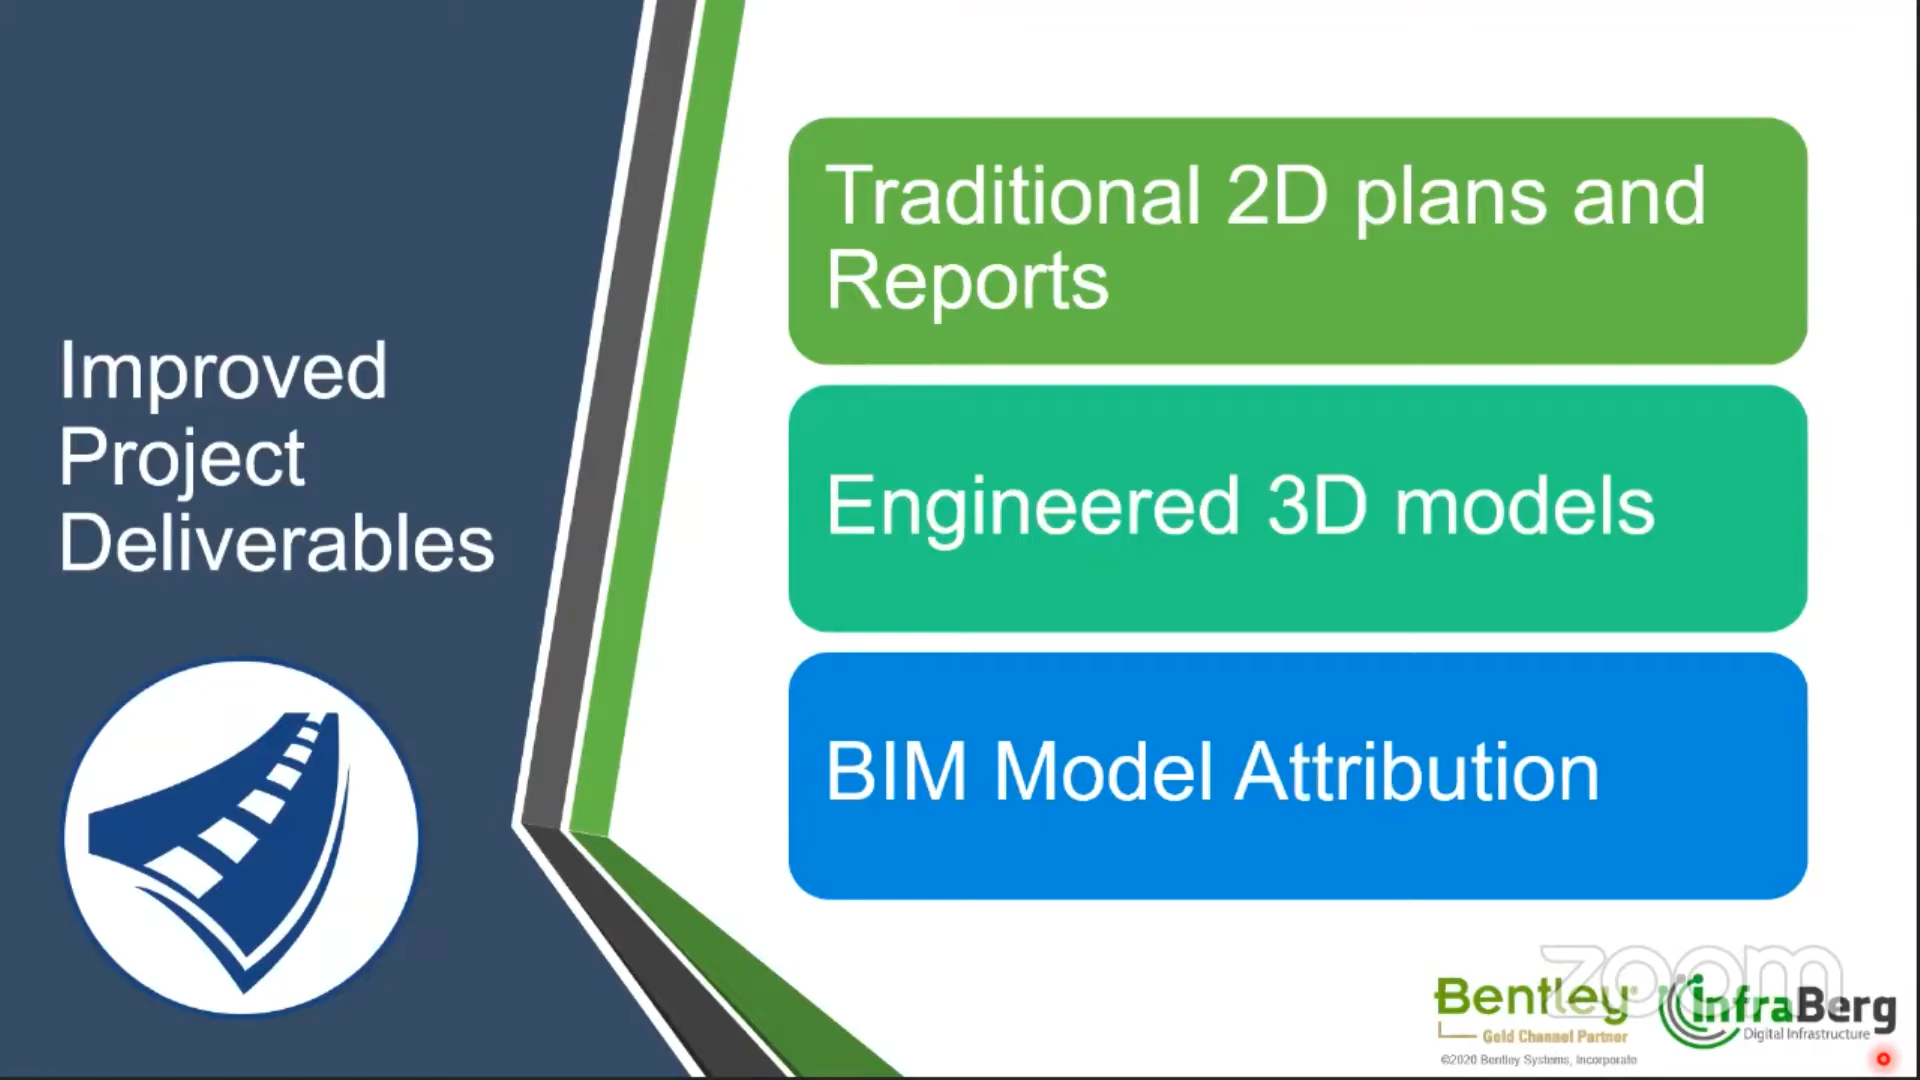 Improved
Project
Deliverables
Traditional 2D plans and
Reports
Engineered 3D models
BIM Model Attribution
zoom
Bentley
Gold Channel Partner
©2020 Bentley Systems, Incorporate
infraBerg
Digital Infrastructure